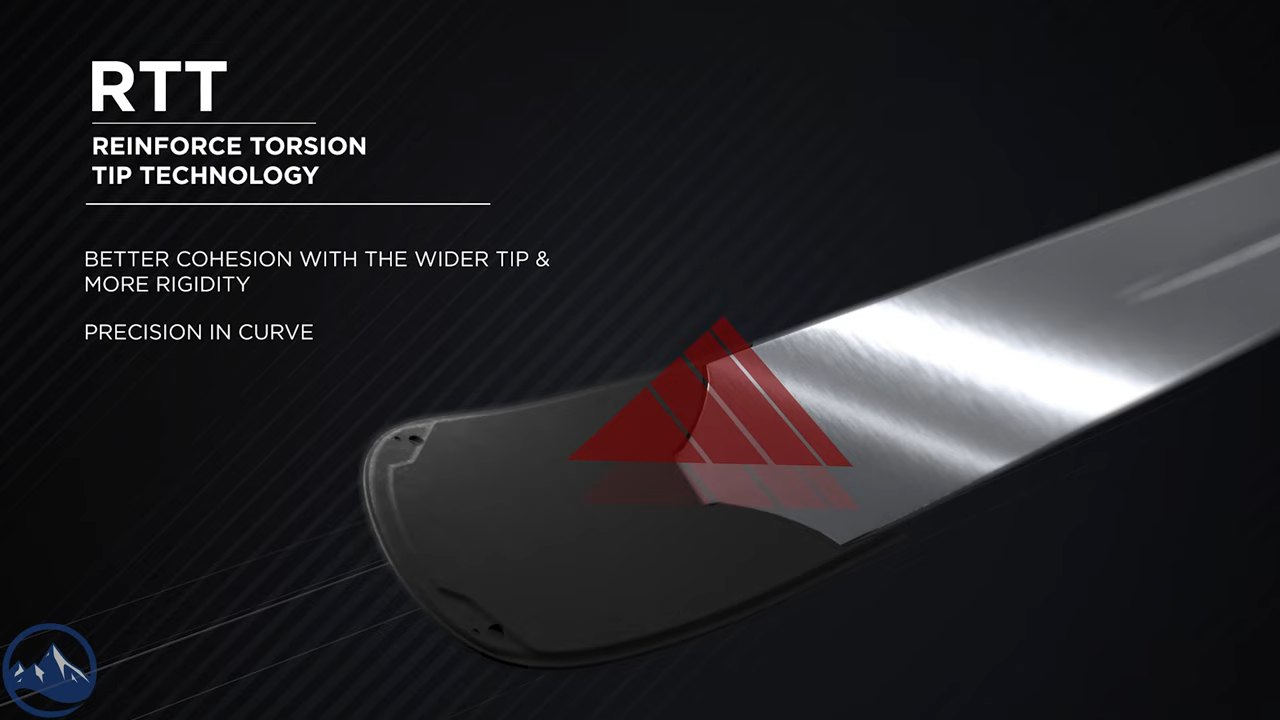 RTT
REINFORCE TORSION
TIP TECHNOLOGY
BETTER COHESION WITH THE WIDER TIP &
MORE RIGIDITY
PRECISION IN CURVE